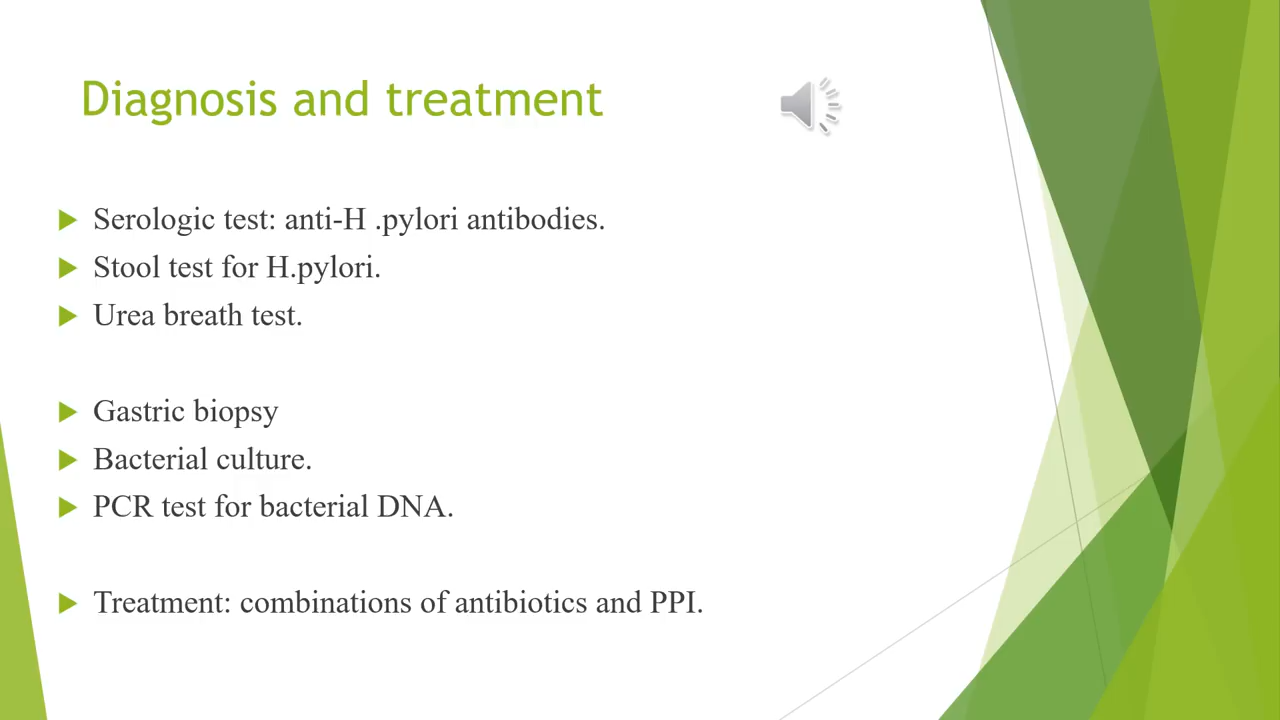 Diagnosis and treatment
Serologic test: anti-H .pylori antibodies.
Stool test for H.pylori.
Urea breath test.
Gastric biopsy
Bacterial culture.
PCR test for bacterial DNA.
Treatment: combinations of antibiotics and PPI.